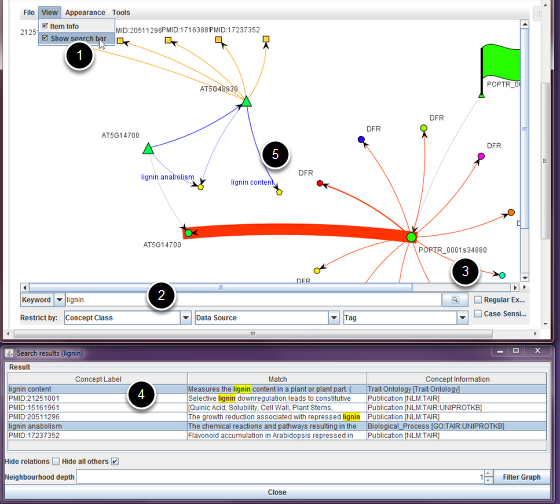 File View Appearance Tools
Item Info
Show search bar
2125 PMID:20511296 PMID:1716388 PMID:17237352
1
AT5G48930
POPTR_00
DFR
DFR
AT5G14700
5
DFR
DFR
lignin anabolism
lignin content
DFR
AT5G14700
POPTR_0001s34880
3
2
Keyword lignin
Regular Ex...
Restrict by: Concept Class Data Source Tag
Case Sensi...
Search results (lignin)
Result
Concept Label Match Concept Information
4
lignin content Measures the lignin content in a plant or plant part. ( Trait Ontology [Trait Ontology]
PMID:21251001 Selective lignin downregulation leads to constitutive Publication [NLM:TAIR]
PMID:15161961 [Quinic Acid, Solubility, Cell Wall, Plant Stems, Publication [NLM:TAIR:UNIPROTKB]
PMID:20511296 The growth reduction associated with repressed lignin Publication [NLM:TAIR]
lignin anabolism The chemical reactions and pathways resulting in the Biological_Process [GO:TAIR:UNIPROTKB]
PMID:17237352 Flavonoid accumulation in Arabidopsis repressed in Publication [NLM:TAIR]
Hide relations Hide all others
Neighbourhood depth 1 Filter Graph
Close